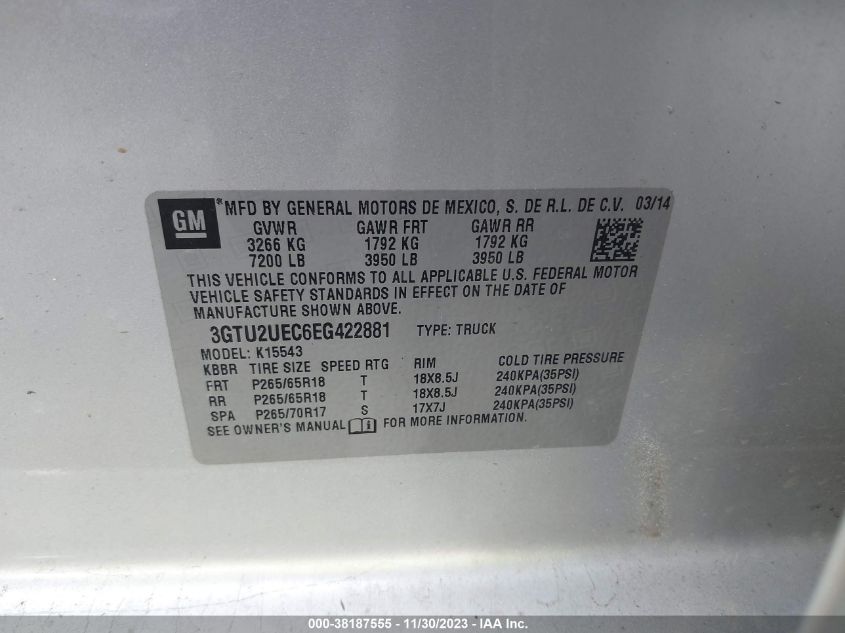 GM ® MFD BY GENERAL MOTORS DE MEXICO, S. DE R.L. DE C.V. 03/14
GVWR GAWR FRT GAWR RR
3266 KG 1792 KG 1792 KG
7200 LB 3950 LB 3950 LB
THIS VEHICLE CONFORMS TO ALL APPLICABLE U.S. FEDERAL MOTOR
VEHICLE SAFETY STANDARDS IN EFFECT ON THE DATE OF
MANUFACTURE SHOWN ABOVE.
3GTU2UEC6EG422881 TYPE: TRUCK
MODEL: K15543
KBBR TIRE SIZE SPEED RTG RIM COLD TIRE PRESSURE
FRT P265/65R18 T 18X8.5J 240KPA(35PSI)
RR P265/65R18 T 18X8.5J 240KPA(35PSI)
SPA P265/70R17 S 17X7J 240KPA(35PSI)
SEE OWNER'S MANUAL i FOR MORE INFORMATION.
000-38187555 - 11/30/2023 - IAA Inc.